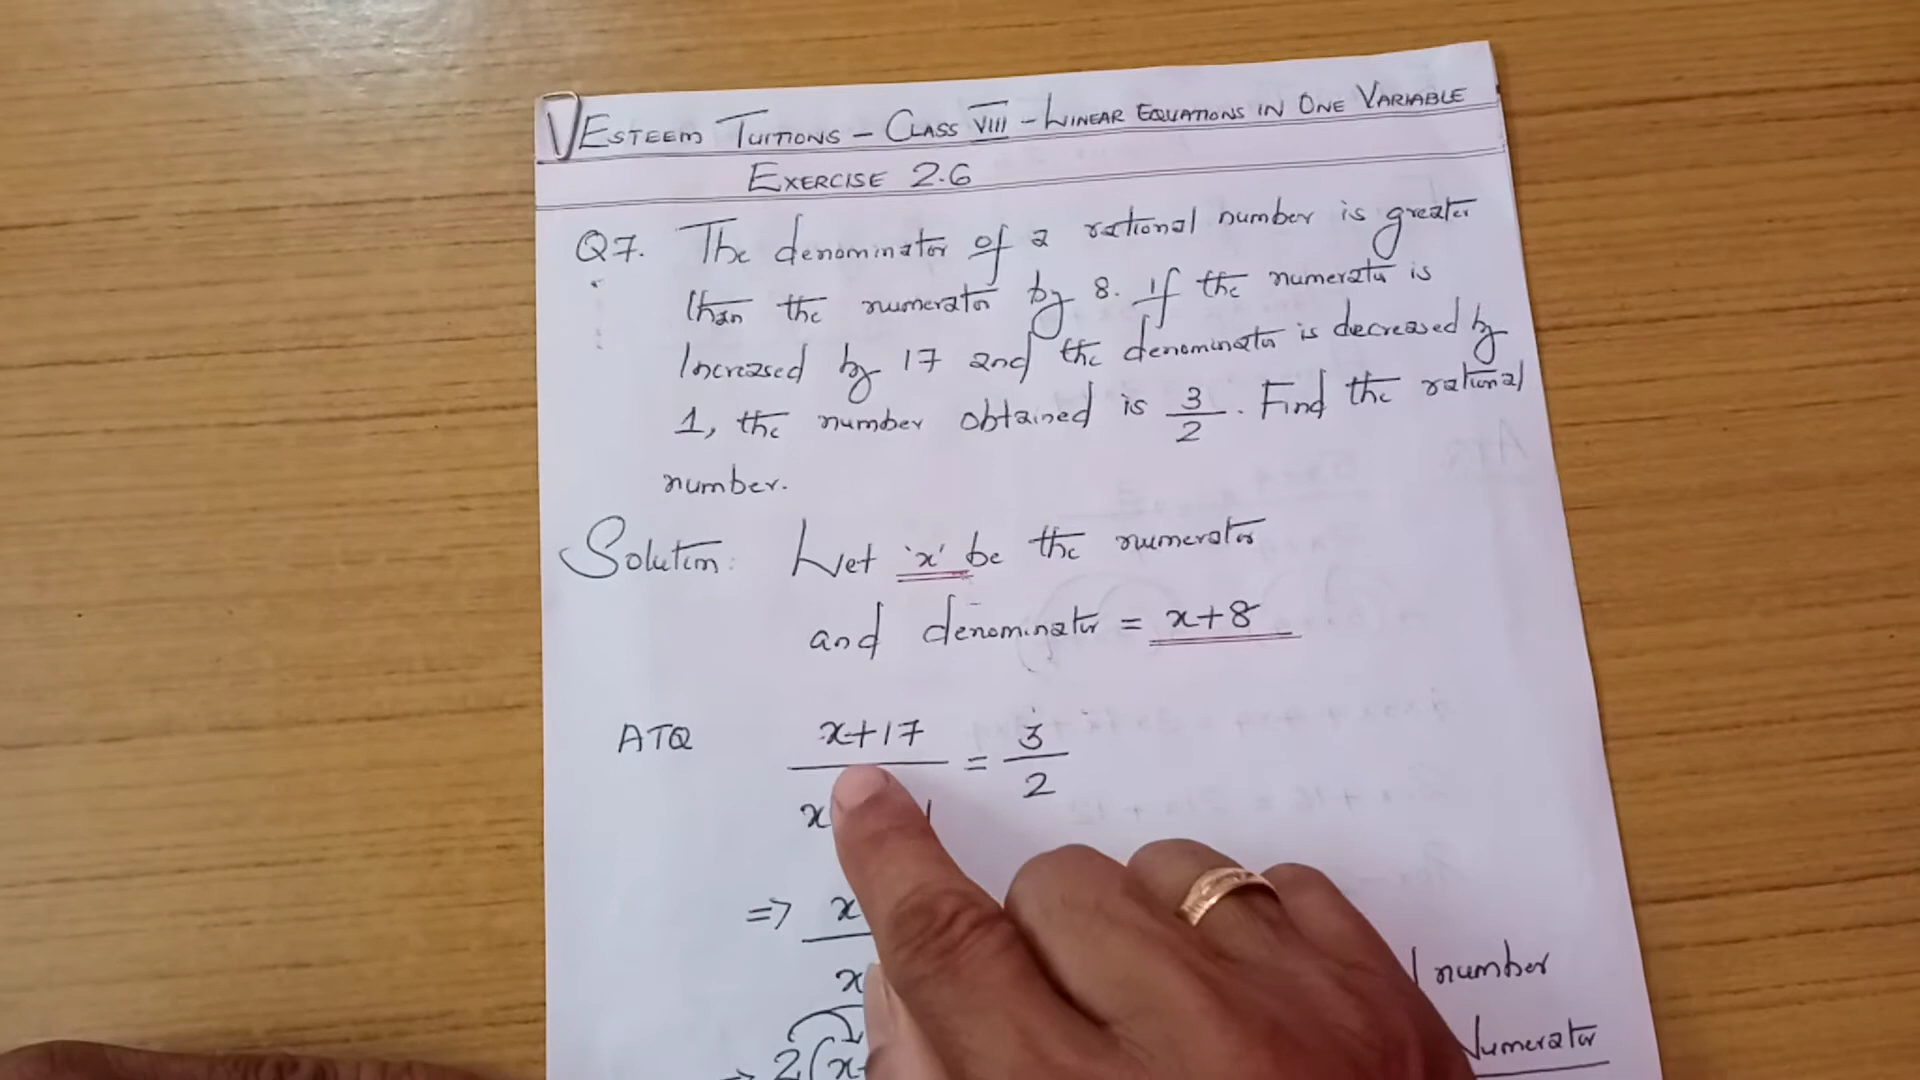 VESTEEM TUITIONS - CLASS VIII - LINEAR EQUATIONS IN ONE VARIABLE
EXERCISE 2.6
Q7. The denominator of a rational number is greater
than the numerator by 8. If the numerator is
Increased by 17 and the denominator is decreased by
1, the number obtained is 3/2. Find the rational
number.
Solution: Let 'x' be the numerator
and denominator = x+8
ATQ x+17 = 3
x 1 2
=> x
x number
2(x+ Numerator